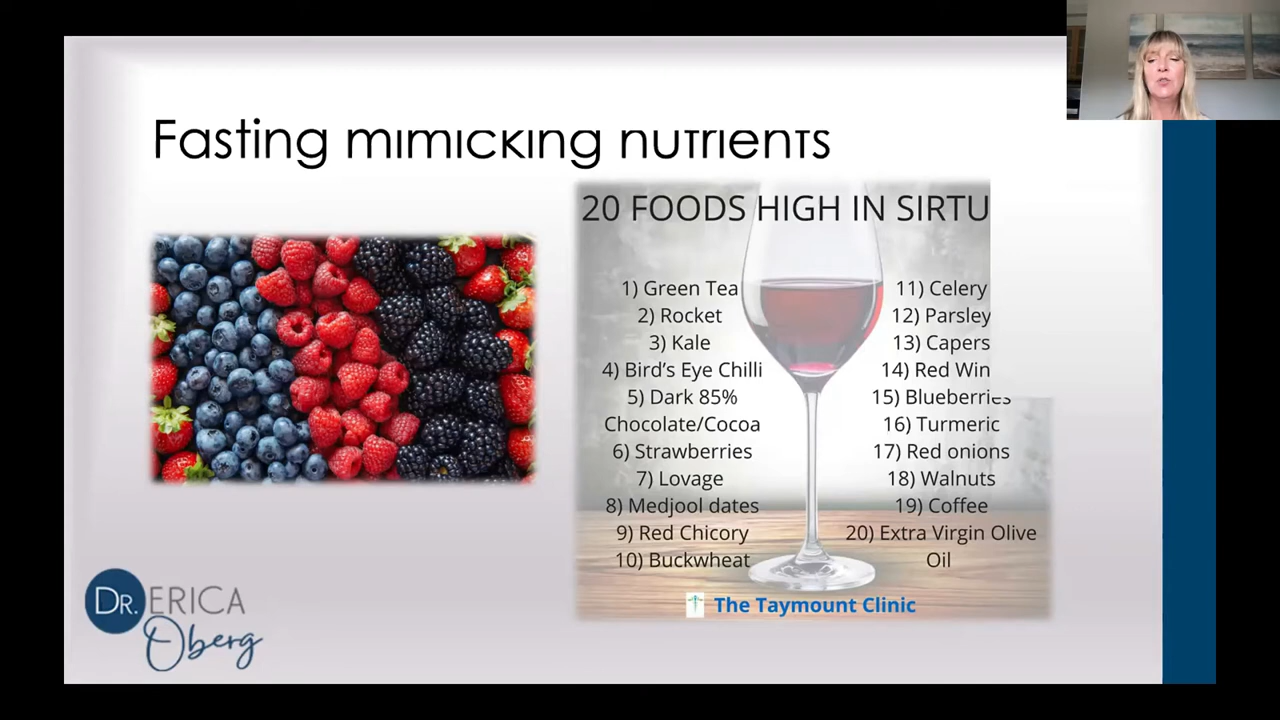 Fasting mimicking nutrients
20 FOODS HIGH IN SIRTU
1) Green Tea
2) Rocket
3) Kale
4) Bird's Eye Chilli
5) Dark 85%
Chocolate/Cocoa
6) Strawberries
7) Lovage
8) Medjool dates
9) Red Chicory
10) Buckwheat
11) Celery
12) Parsley
13) Capers
14) Red Win
15) Blueberries
16) Turmeric
17) Red onions
18) Walnuts
19) Coffee
20) Extra Virgin Olive
Oil
The Taymount Clinic
DR. ERICA
Oberg